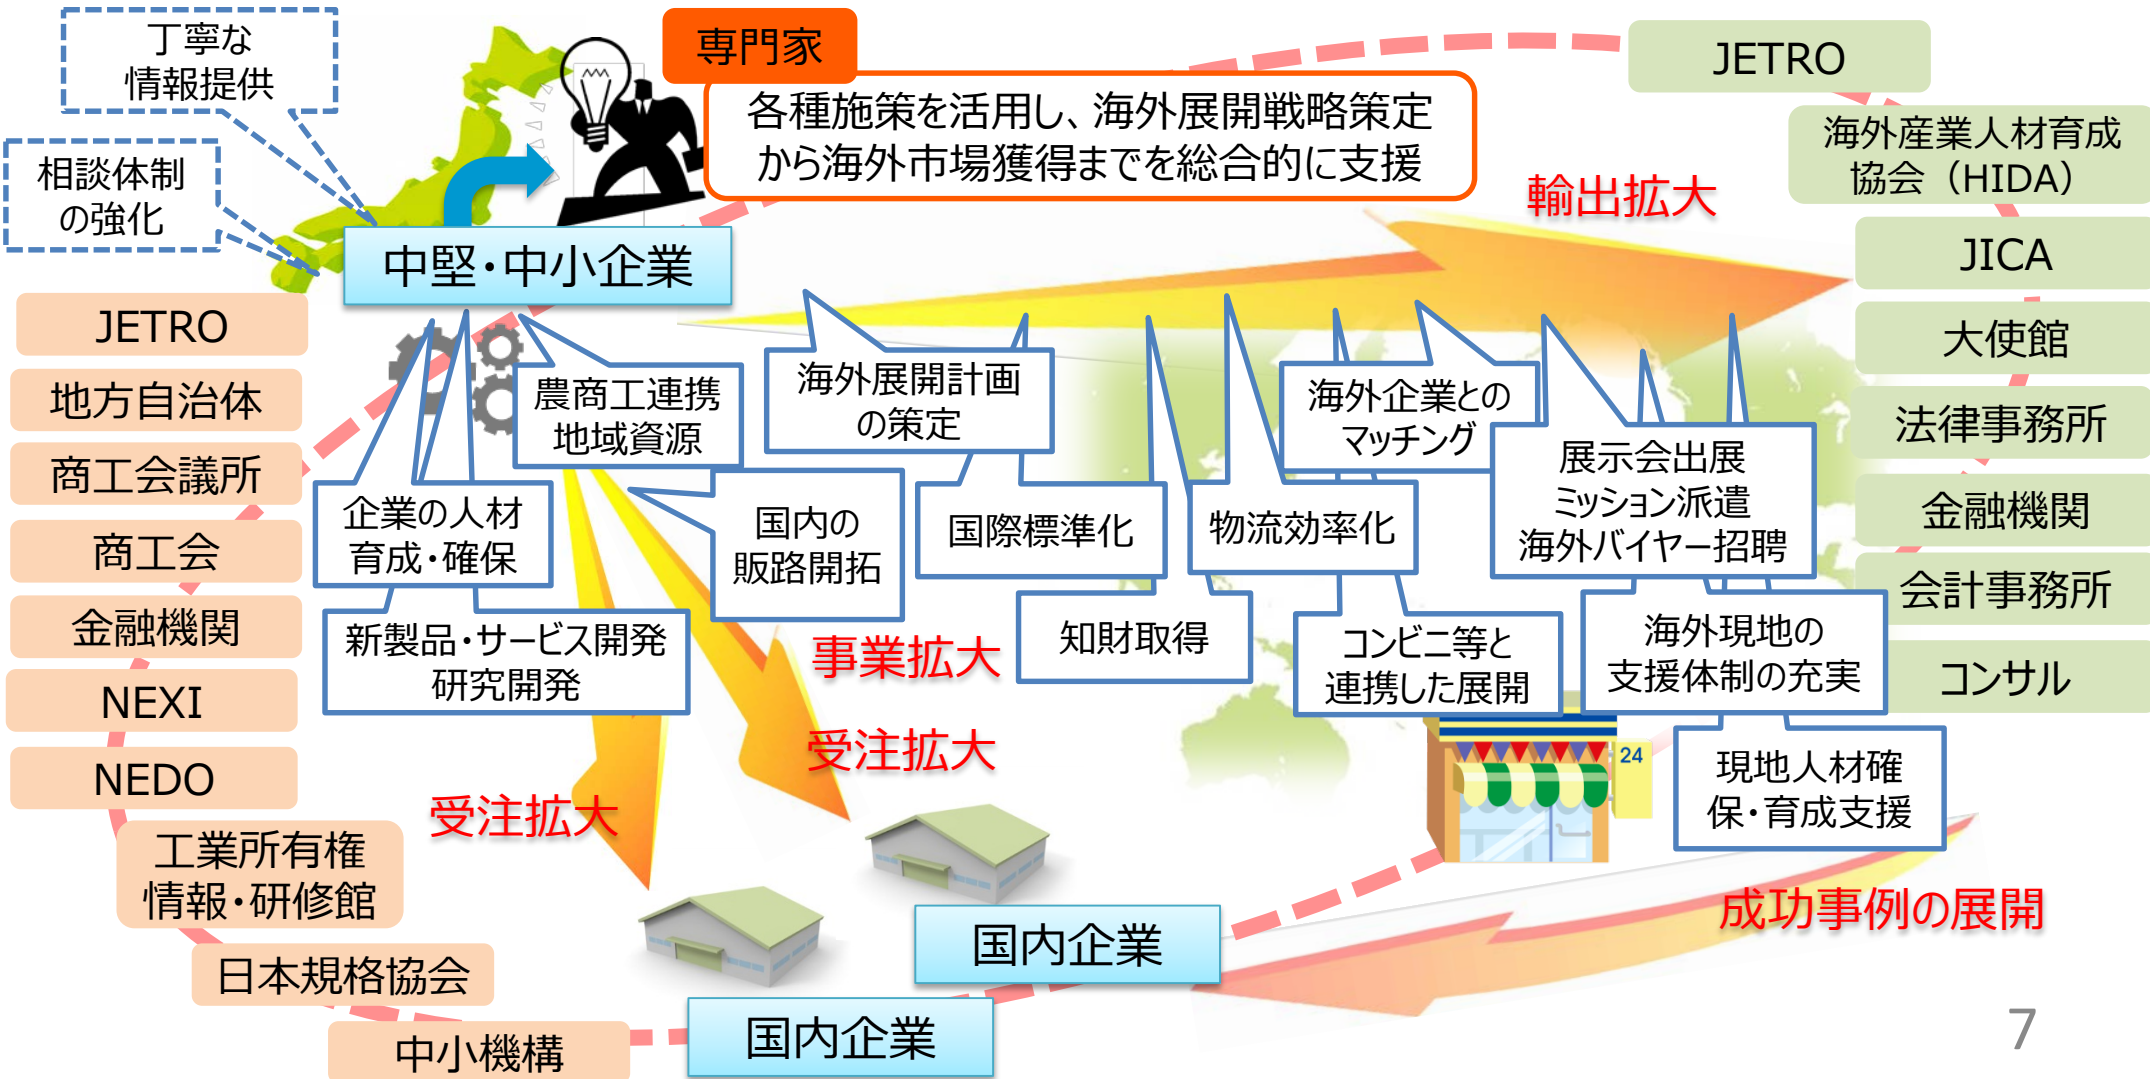 丁寧な
情報提供
相談体制
の強化
専門家
各種施策を活用し、海外展開戦略策定
から海外市場獲得までを総合的に支援
中堅・中小企業
輸出拡大
JETRO
海外産業人材育成
協会（HIDA）
JICA
大使館
法律事務所
金融機関
会計事務所
コンサル
JETRO
地方自治体
商工会議所
商工会
金融機関
NEXI
NEDO
工業所有権
情報・研修館
日本規格協会
中小機構
農商工連携
地域資源
企業の人材
育成・確保
新製品・サービス開発
研究開発
国内の
販路開拓
海外展開計画
の策定
国際標準化
知財取得
物流効率化
海外企業との
マッチング
コンビニ等と
連携した展開
展示会出展
ミッション派遣
海外バイヤー招聘
海外現地の
支援体制の充実
現地人材確
保・育成支援
事業拡大
受注拡大
受注拡大
24
成功事例の展開
国内企業
国内企業
7